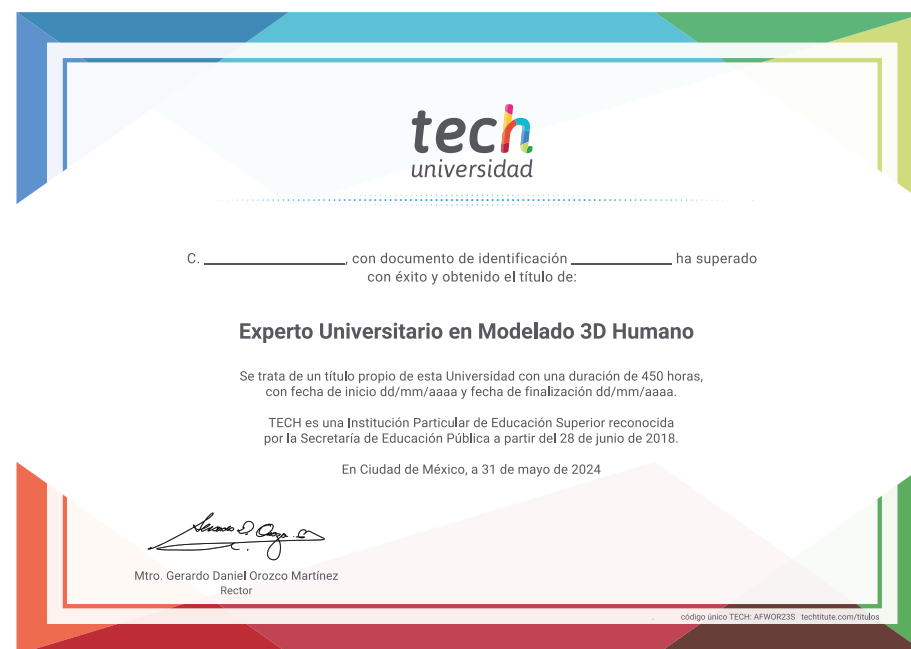 tech
universidad
C. ____________, con documento de identificación ____________ ha superado
con éxito y obtenido el título de:
Experto Universitario en Modelado 3D Humano
Se trata de un título propio de esta Universidad con una duración de 450 horas,
con fecha de inicio dd/mm/aaaa y fecha de finalización dd/mm/aaaa.
TECH es una Institución Particular de Educación Superior reconocida
por la Secretaría de Educación Pública a partir del 28 de junio de 2018.
En Ciudad de México, a 31 de mayo de 2024
Mtro. Gerardo Daniel Orozco Martínez
Rector
código único TECH: AFWOR23S techtitute.com/titulos